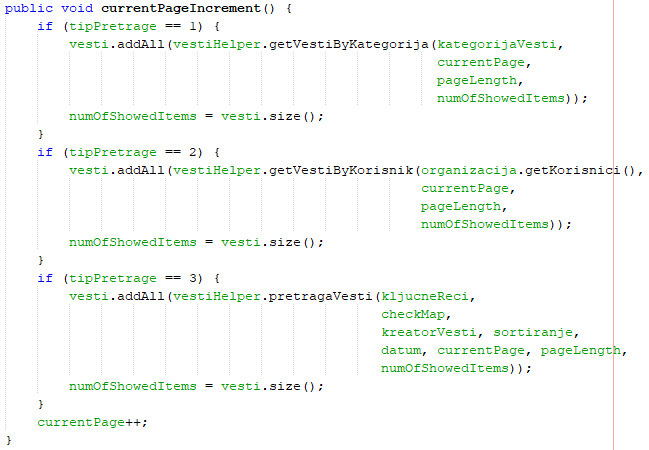 public void currentPageIncrement() {
    if (tipPretrage == 1) {
        vesti.addAll(vestiHelper.getVestiByKategorija(kategorijaVesti,
                                                      currentPage,
                                                      pageLength,
                                                      numOfShowedItems));
        numOfShowedItems = vesti.size();
    }
    if (tipPretrage == 2) {
        vesti.addAll(vestiHelper.getVestiByKorisnik(organizacija.getKorisnici(),
                                                    currentPage,
                                                    pageLength,
                                                    numOfShowedItems));
        numOfShowedItems = vesti.size();
    }
    if (tipPretrage == 3) {
        vesti.addAll(vestiHelper.pretragaVesti(kljucneReci,
                                               checkMap,
                                               kreatorVesti, sortiranje,
                                               datum, currentPage, pageLength,
                                               numOfShowedItems));
        numOfShowedItems = vesti.size();
    }
    currentPage++;
}